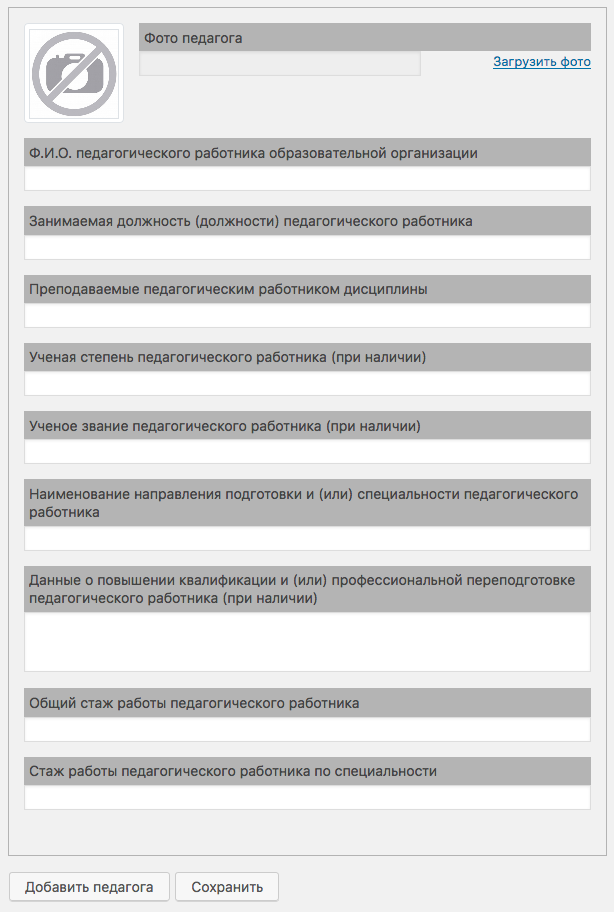 Фото педагога
Загрузить фото
Ф.И.О. педагогического работника образовательной организации
Занимаемая должность (должности) педагогического работника
Преподаваемые педагогическим работником дисциплины
Ученая степень педагогического работника (при наличии)
Ученое звание педагогического работника (при наличии)
Наименование направления подготовки и (или) специальности педагогического
работника
Данные о повышении квалификации и (или) профессиональной переподготовке
педагогического работника (при наличии)
Общий стаж работы педагогического работника
Стаж работы педагогического работника по специальности
Добавить педагога
Сохранить